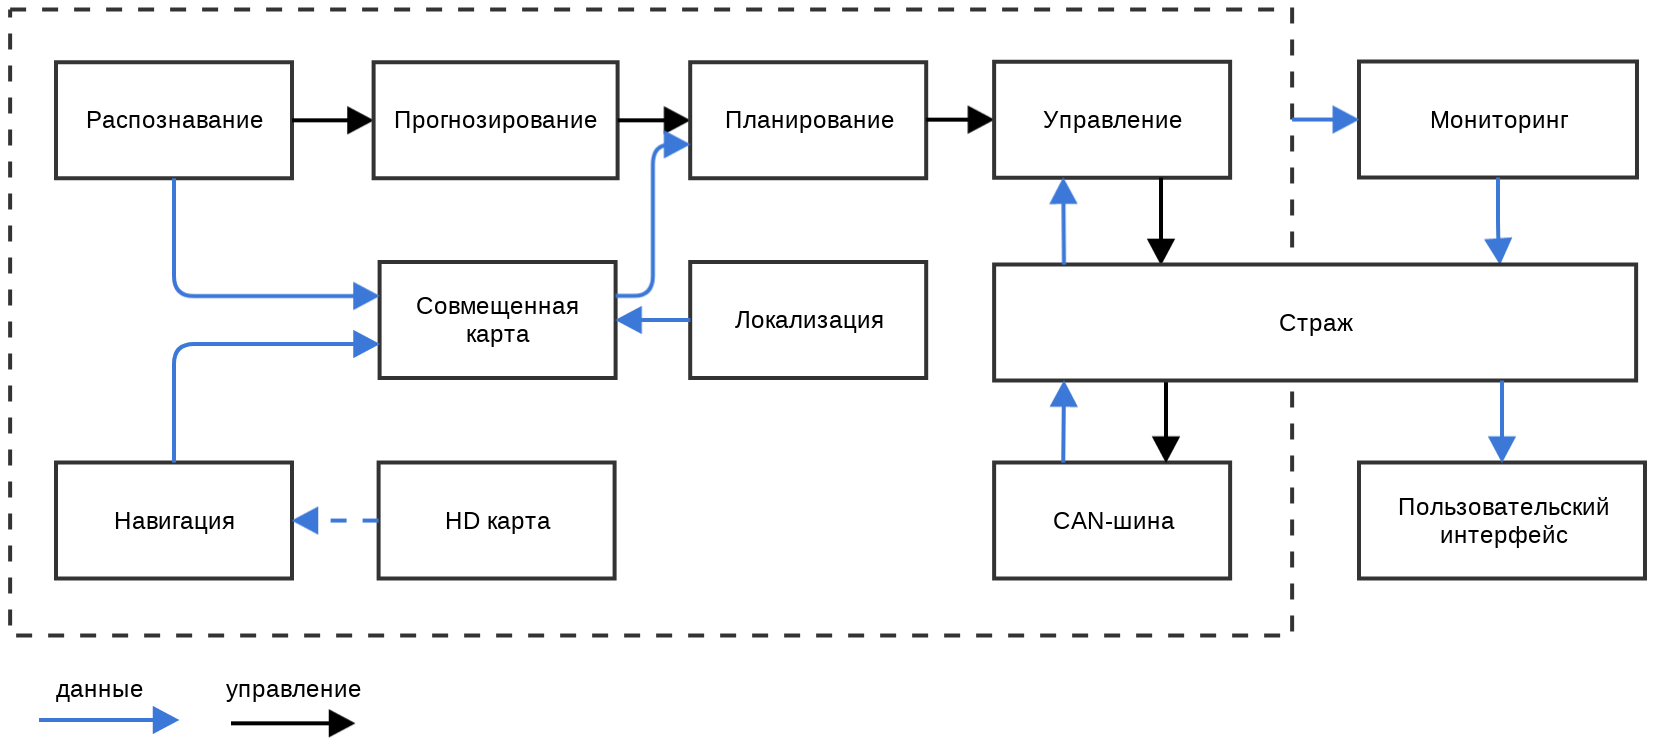 Распознавание
Прогнозирование
Планирование
Управление
Мониторинг
Совмещенная
карта
Локализация
Страж
Навигация
HD карта
CAN-шина
Пользовательский
интерфейс
данные
управление